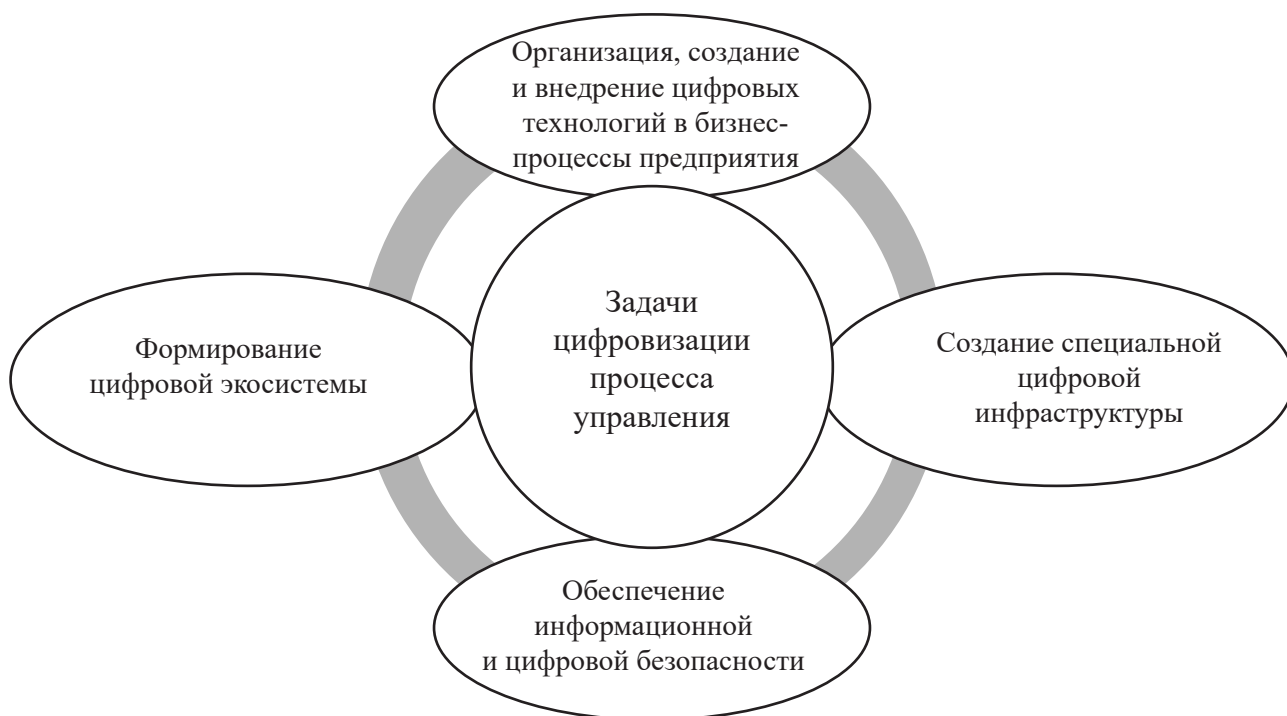 Организация, создание
и внедрение цифровых
технологий в бизнес-
процессы предприятия
Формирование
цифровой экосистемы
Задачи
цифровизации
процесса
управления
Создание специальной
цифровой
инфраструктуры
Обеспечение
информационной
и цифровой безопасности